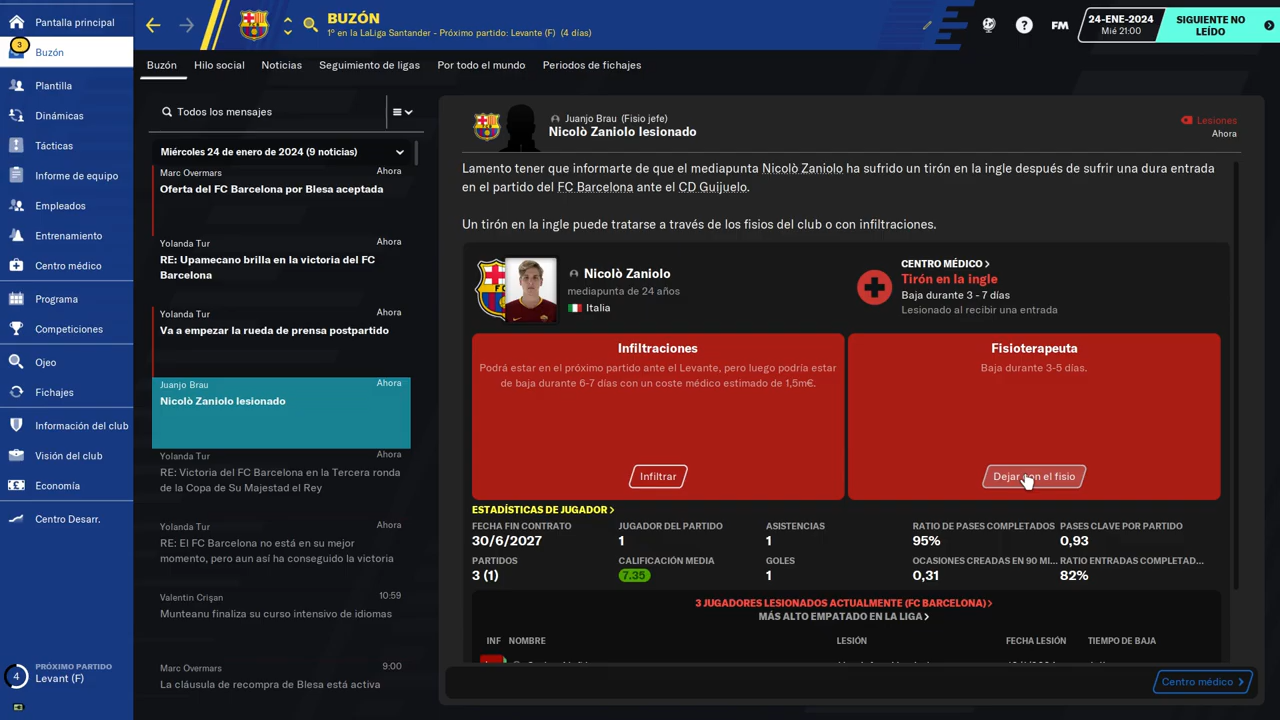 Pantalla principal
3
Buzón
Plantilla
Dinámicas
Tácticas
Informe de equipo
Empleados
Entrenamiento
Centro médico
Programa
Competiciones
Ojeo
Fichajes
Información del club
Visión del club
Economía
Centro Desarr.
4
PRÓXIMO PARTIDO
Levant (F)
BUZÓN
1º en la LaLiga Santander - Próximo partido: Levante (F) (4 días)
?
FM
24-ENE-2024
Mié 21:00
SIGUIENTE NO LEÍDO
Buzón Hilo social Noticias Seguimiento de ligas Por todo el mundo Periodos de fichajes
Todos los mensajes
Miércoles 24 de enero de 2024 (9 noticias)
Marc Overmars Ahora
Oferta del FC Barcelona por Blesa aceptada
Yolanda Tur Ahora
RE: Upamecano brilla en la victoria del FC
Barcelona
Yolanda Tur Ahora
Va a empezar la rueda de prensa postpartido
Juanjo Brau Ahora
Nicolò Zaniolo lesionado
Yolanda Tur Ahora
RE: Victoria del FC Barcelona en la Tercera ronda
de la Copa de Su Majestad el Rey
Yolanda Tur Ahora
RE: El FC Barcelona no está en su mejor
momento, pero aun así ha conseguido la victoria
Valentin Crişan 10:59
Munteanu finaliza su curso intensivo de idiomas
Marc Overmars 9:00
La cláusula de recompra de Blesa está activa
Juanjo Brau (Fisio jefe)
Nicolò Zaniolo lesionado
Lesiones
Ahora
Lamento tener que informarte de que el mediapunta Nicolò Zaniolo ha sufrido un tirón en la ingle después de sufrir una dura entrada
en el partido del FC Barcelona ante el CD Guijuelo.
Un tirón en la ingle puede tratarse a través de los fisios del club o con infiltraciones.
Nicolò Zaniolo
mediapunta de 24 años
Italia
CENTRO MÉDICO
Tirón en la ingle
Baja durante 3 - 7 días
Lesionado al recibir una entrada
Infiltraciones
Podrá estar en el próximo partido ante el Levante, pero luego podría estar
de baja durante 6-7 días con un coste médico estimado de 1,5m€.
Infiltrar
Fisioterapeuta
Baja durante 3-5 días.
Dejar con el fisio
ESTADÍSTICAS DE JUGADOR
FECHA FIN CONTRATO JUGADOR DEL PARTIDO ASISTENCIAS RATIO DE PASES COMPLETADOS PASES CLAVE POR PARTIDO
30/6/2027 1 1 95% 0,93
PARTIDOS CALIFICACIÓN MEDIA GOLES OCASIONES CREADAS EN 90 MI... RATIO ENTRADAS COMPLETAD...
3 (1) 7.35 1 0,31 82%
3 JUGADORES LESIONADOS ACTUALMENTE (FC BARCELONA)
MÁS ALTO EMPATADO EN LA LIGA
INF NOMBRE LESIÓN FECHA LESIÓN TIEMPO DE BAJA
Centro médico